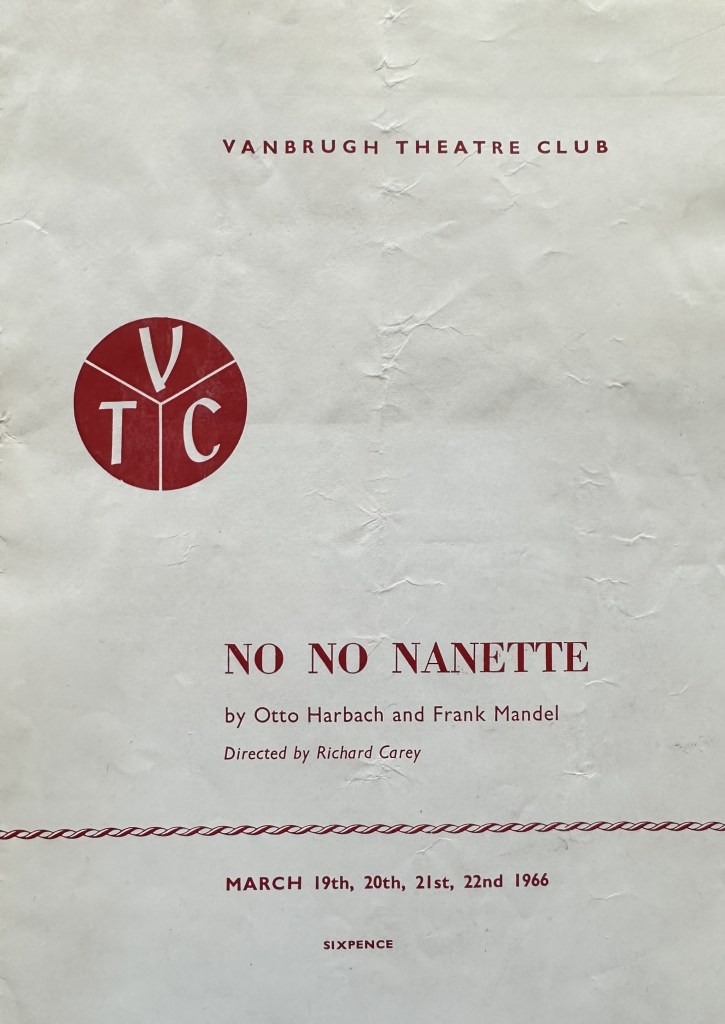 VANBRUGH THEATRE CLUB
V
T C
NO NO NANETTE
by Otto Harbach and Frank Mandel
Directed by Richard Carey
MARCH 19th, 20th, 21st, 22nd 1966
SIXPENCE